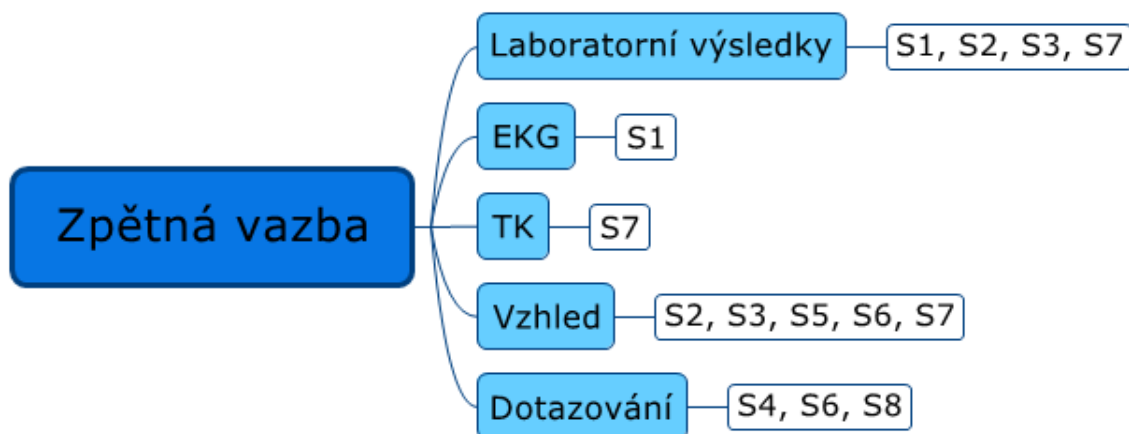 Zpětná vazba
Laboratorní výsledky
S1, S2, S3, S7
EKG
S1
TK
S7
Vzhled
S2, S3, S5, S6, S7
Dotazování
S4, S6, S8